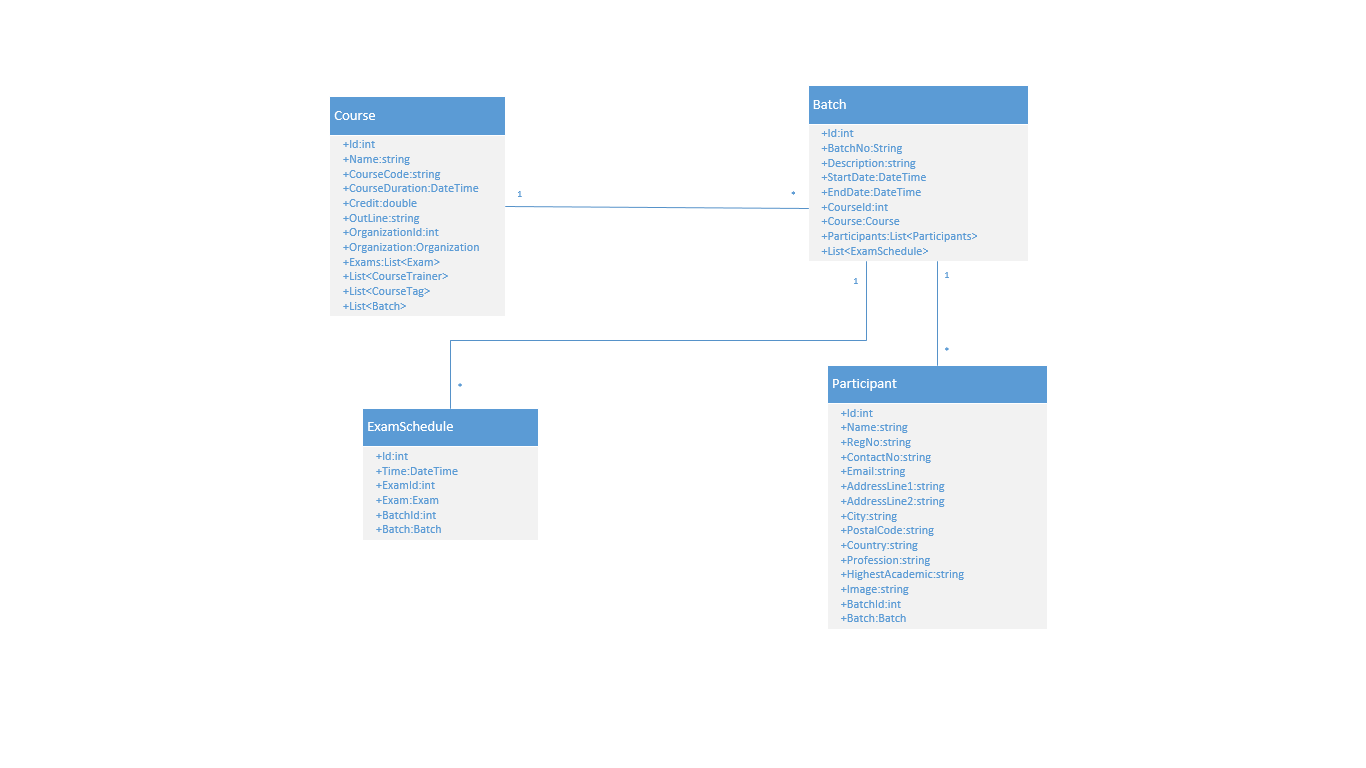 Course
+Id:int
+Name:string
+CourseCode:string
+CourseDuration:DateTime
+Credit:double
+OutLine:string
+OrganizationId:int
+Organization:Organization
+Exams:List<Exam>
+List<CourseTrainer>
+List<CourseTag>
+List<Batch>
1
*
Batch
+Id:int
+BatchNo:String
+Description:string
+StartDate:DateTime
+EndDate:DateTime
+CourseId:int
+Course:Course
+Participants:List<Participants>
+List<ExamSchedule>
1
1
*
*
ExamSchedule
+Id:int
+Time:DateTime
+ExamId:int
+Exam:Exam
+BatchId:int
+Batch:Batch
Participant
+Id:int
+Name:string
+RegNo:string
+ContactNo:string
+Email:string
+AddressLine1:string
+AddressLine2:string
+City:string
+PostalCode:string
+Country:string
+Profession:string
+HighestAcademic:string
+Image:string
+BatchId:int
+Batch:Batch